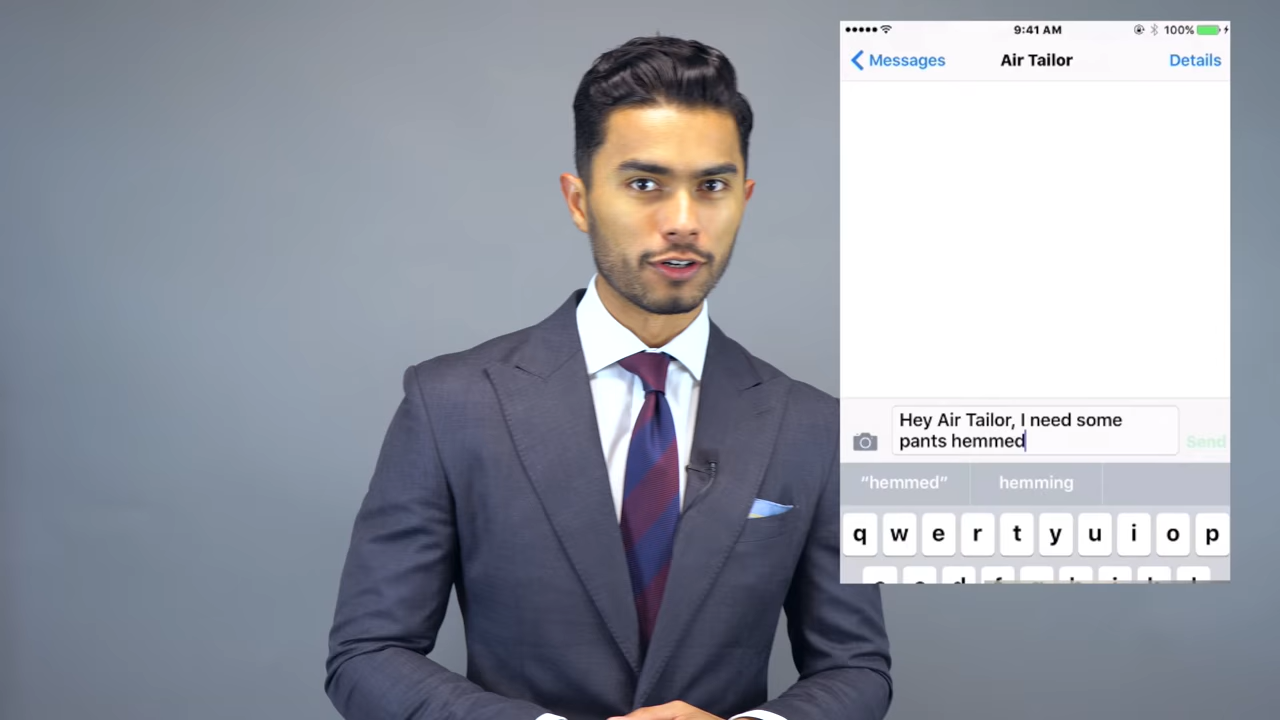 9:41 AM
100%
Messages
Air Tailor
Details
Hey Air Tailor, I need some
pants hemmed
Send
“hemmed”
hemming
q w e r t y u i o p